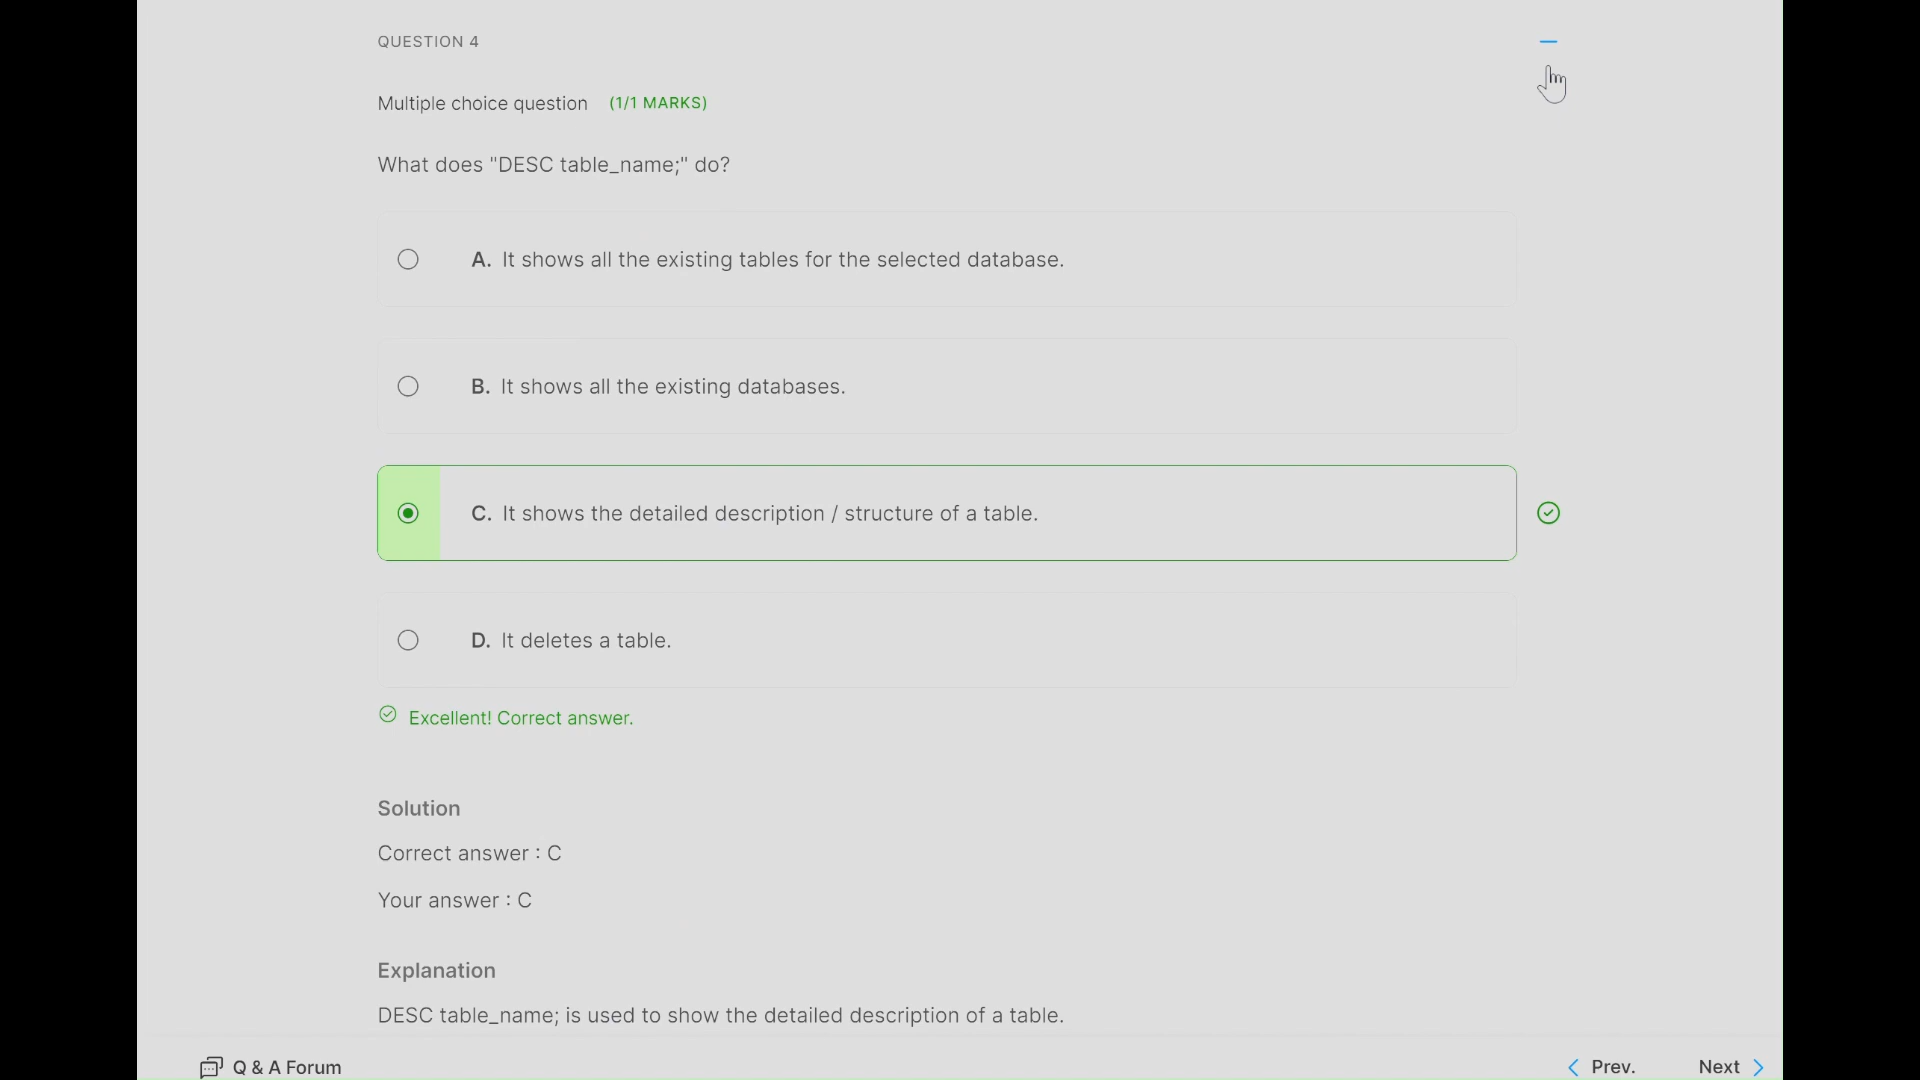 QUESTION 4
Multiple choice question (1/1 MARKS)
What does "DESC table_name;" do?
A. It shows all the existing tables for the selected database.
B. It shows all the existing databases.
C. It shows the detailed description / structure of a table.
D. It deletes a table.
Excellent! Correct answer.
Solution
Correct answer : C
Your answer : C
Explanation
DESC table_name; is used to show the detailed description of a table.
Q & A Forum Prev. Next